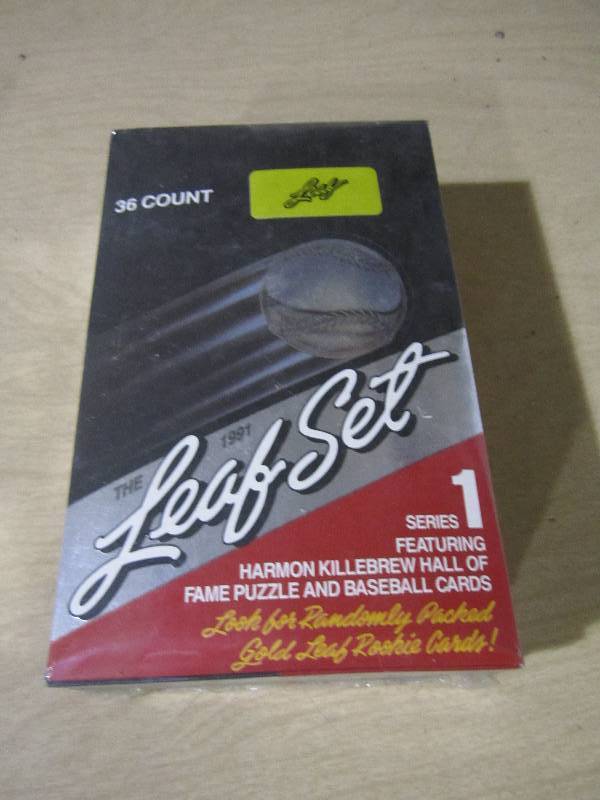 36 COUNT
Leaf
THE 1991
Leaf Set
SERIES 1
FEATURING
HARMON KILLEBREW HALL OF
FAME PUZZLE AND BASEBALL CARDS
Look for Randomly Packed
Gold Leaf Rookie Cards!